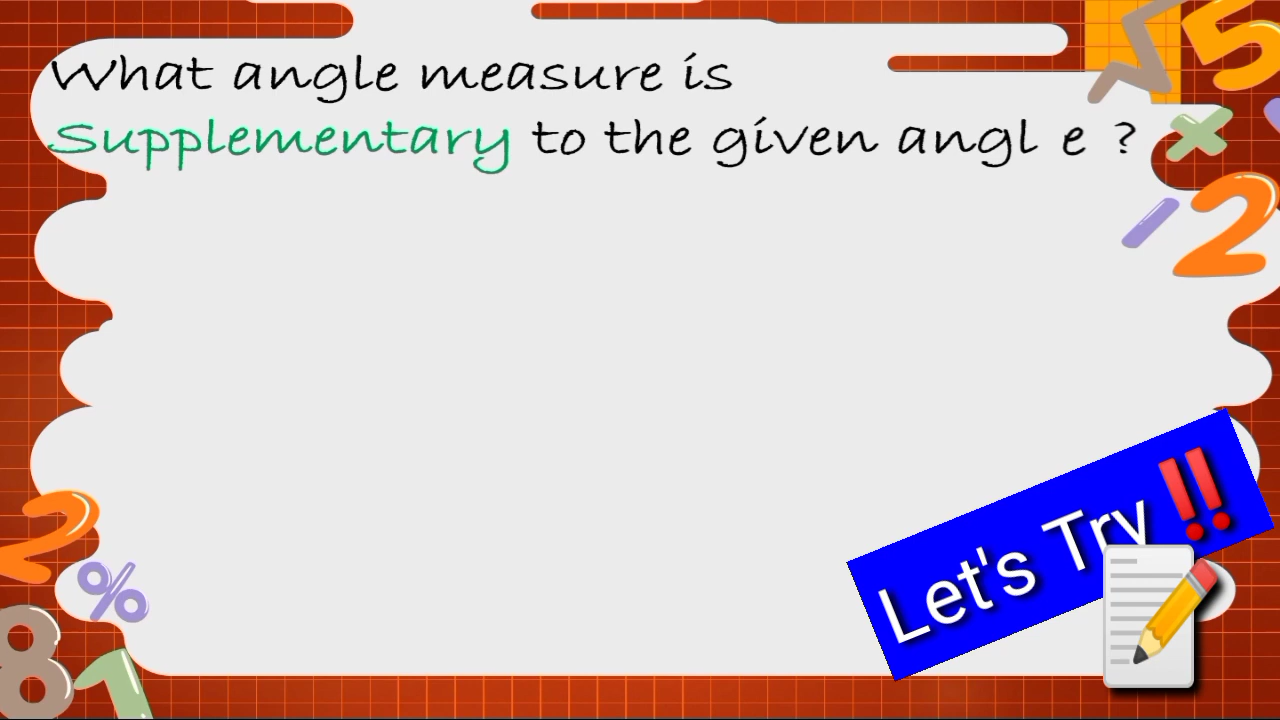 What angle measure is
Supplementary to the given angl e ?
Let's Try‼